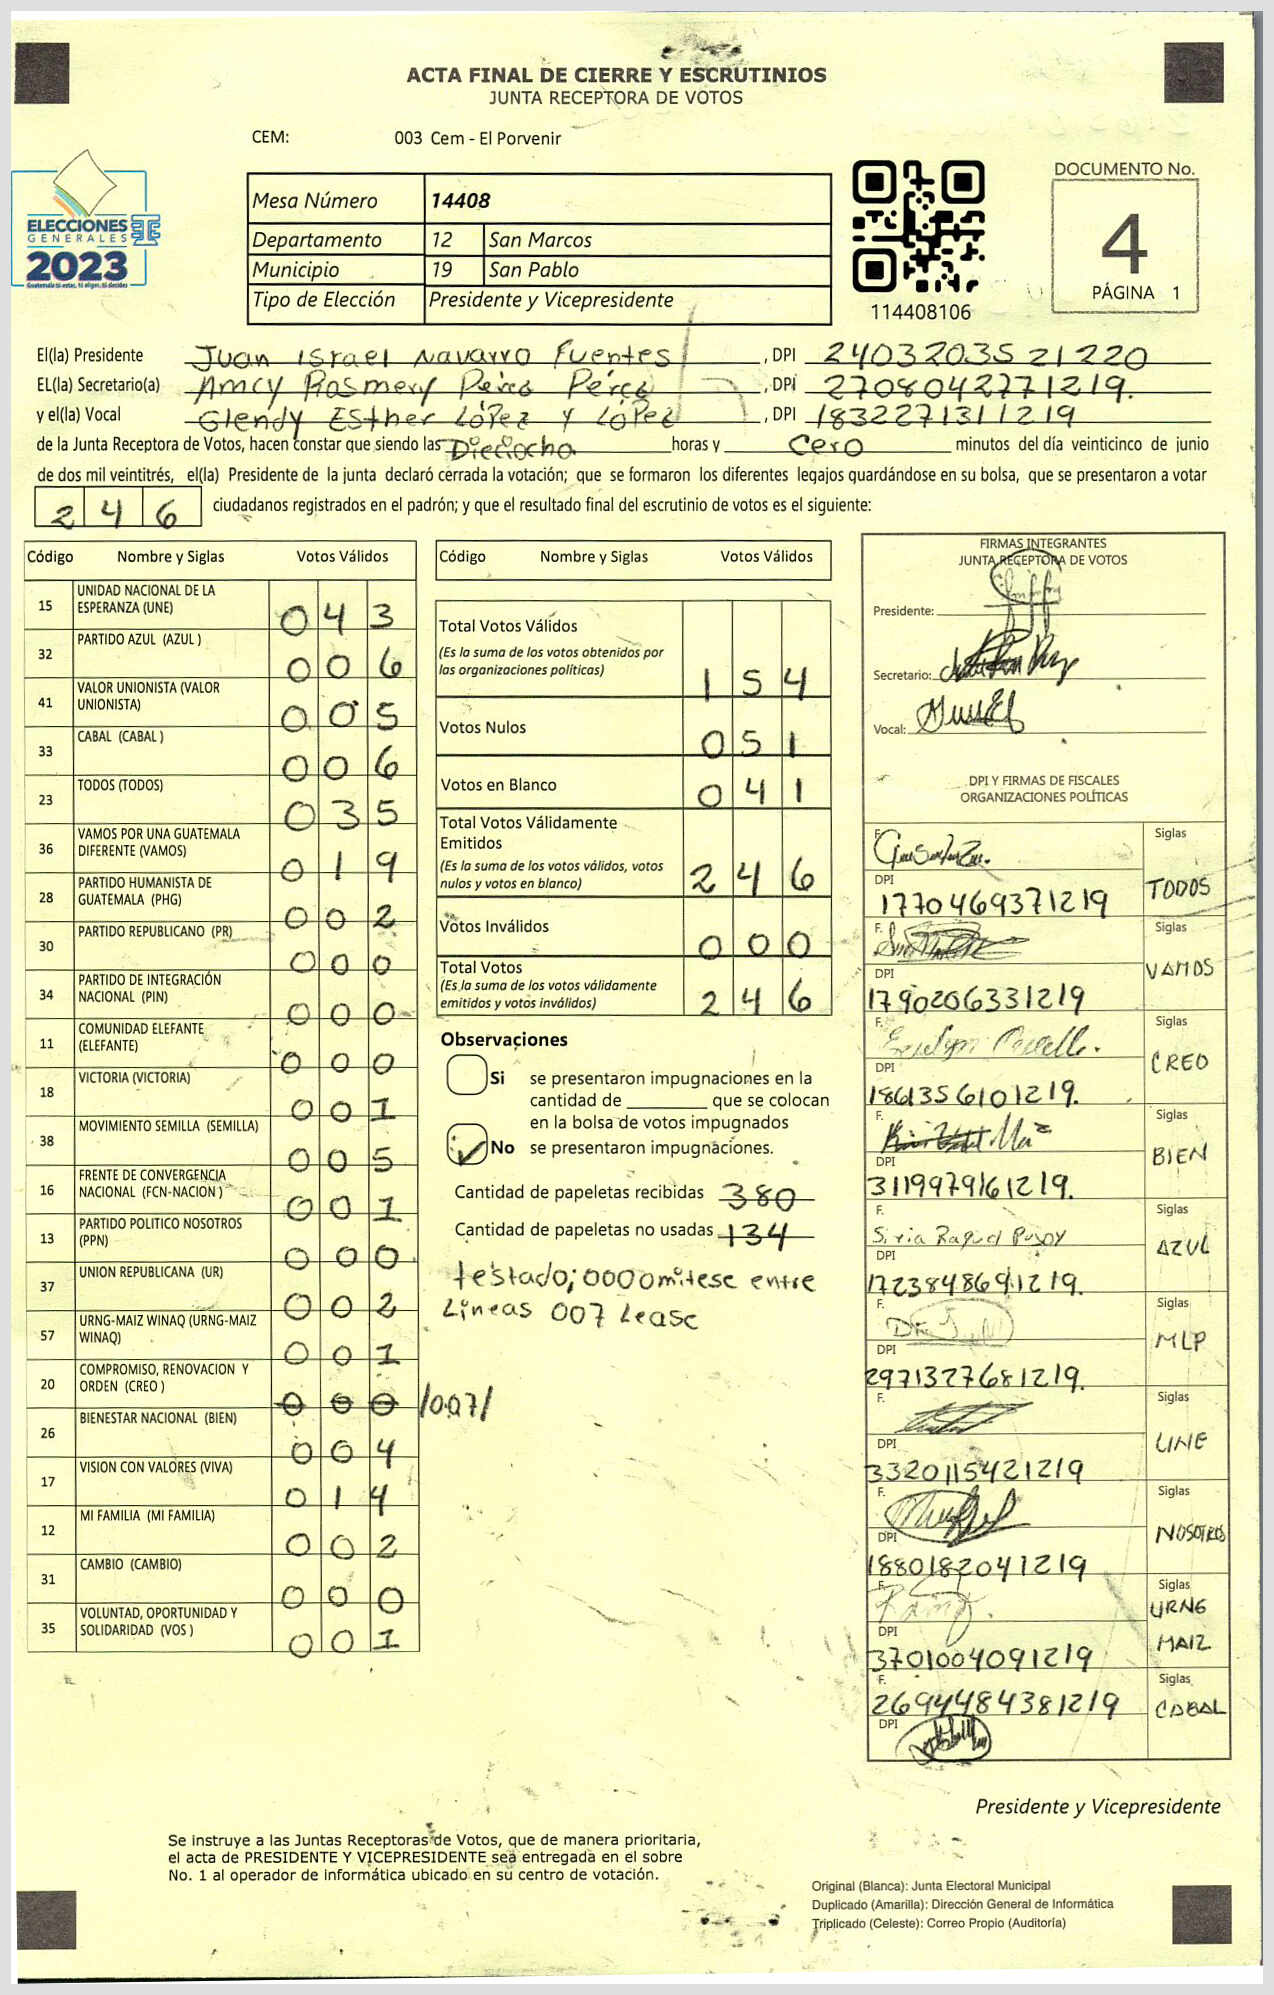 ACTA FINAL DE CIERRE Y ESCRUTINIOS
JUNTA RECEPTORA DE VOTOS
CEM: 003 Cem - El Porvenir
ELECCIONES
GENERALES
2023
Guatemala tú votas, tú eliges, tú decides
Mesa Número 14408
Departamento 12 San Marcos
Municipio 19 San Pablo
Tipo de Elección Presidente y Vicepresidente
114408106
DOCUMENTO No.
4
PÁGINA 1
El(la) Presidente Juan Israel Navarro Fuentes, DPI 2403203521220
EL(la) Secretario(a) Amcy Rosmery Pérez Pérez, DPI 2708042771219.
y el(la) Vocal Glendy Esther López y López, DPI 1832271311219
de la Junta Receptora de Votos, hacen constar que siendo las Dieciocho horas y Cero minutos del día veinticinco de junio
de dos mil veintitrés, el(la) Presidente de la junta declaró cerrada la votación; que se formaron los diferentes legajos guardándose en su bolsa, que se presentaron a votar
246 ciudadanos registrados en el padrón; y que el resultado final del escrutinio de votos es el siguiente:
Código Nombre y Siglas Votos Válidos
15 UNIDAD NACIONAL DE LA ESPERANZA (UNE) 043
32 PARTIDO AZUL (AZUL ) 006
41 VALOR UNIONISTA (VALOR UNIONISTA) 005
33 CABAL (CABAL ) 006
23 TODOS (TODOS) 035
36 VAMOS POR UNA GUATEMALA DIFERENTE (VAMOS) 019
28 PARTIDO HUMANISTA DE GUATEMALA (PHG) 002
30 PARTIDO REPUBLICANO (PR) 000
34 PARTIDO DE INTEGRACIÓN NACIONAL (PIN) 000
11 COMUNIDAD ELEFANTE (ELEFANTE) 000
18 VICTORIA (VICTORIA) 001
38 MOVIMIENTO SEMILLA (SEMILLA) 005
16 FRENTE DE CONVERGENCIA NACIONAL (FCN-NACION ) 001
13 PARTIDO POLITICO NOSOTROS (PPN) 000
37 UNION REPUBLICANA (UR) 002
57 URNG-MAIZ WINAQ (URNG-MAIZ WINAQ) 001
20 COMPROMISO, RENOVACION Y ORDEN (CREO ) 000 /007/
26 BIENESTAR NACIONAL (BIEN) 004
17 VISION CON VALORES (VIVA) 014
12 MI FAMILIA (MI FAMILIA) 002
31 CAMBIO (CAMBIO) 000
35 VOLUNTAD, OPORTUNIDAD Y SOLIDARIDAD (VOS ) 001
Código Nombre y Siglas Votos Válidos
Total Votos Válidos
(Es la suma de los votos obtenidos por
las organizaciones políticas)
154
Votos Nulos 051
Votos en Blanco 041
Total Votos Válidamente
Emitidos
(Es la suma de los votos válidos, votos
nulos y votos en blanco)
246
Votos Inválidos 000
Total Votos
(Es la suma de los votos válidamente
emitidos y votos inválidos)
246
Observaciones
Si se presentaron impugnaciones en la
cantidad de ________ que se colocan
en la bolsa de votos impugnados
No se presentaron impugnaciones.
Cantidad de papeletas recibidas 380
Cantidad de papeletas no usadas 134
testado; 000 omitese entre
Lineas 007 Lease
FIRMAS INTEGRANTES
JUNTA RECEPTORA DE VOTOS
Presidente:
Secretario:
Vocal:
DPI Y FIRMAS DE FISCALES
ORGANIZACIONES POLÍTICAS
F. Siglas
DPI 1770469371219 TODOS
F. Siglas
DPI 1790206331219 VAMOS
F. Siglas
DPI 1861356101219. CREO
F. Siglas
DPI 3119979161219. BIEN
F. Siglas
DPI 1723848691219. AZUL
F. Siglas
DPI 2971327681219. MLP
F. Siglas
DPI 3320115421219 UNE
F. Siglas
DPI 1880182041219 NOSOTROS
F. Siglas
DPI 3701004091219 URNG MAIZ
F. 2694484381219 Siglas
DPI CABAL
Presidente y Vicepresidente
Se instruye a las Juntas Receptoras de Votos, que de manera prioritaria,
el acta de PRESIDENTE Y VICEPRESIDENTE sea entregada en el sobre
No. 1 al operador de informática ubicado en su centro de votación.
Original (Blanca): Junta Electoral Municipal
Duplicado (Amarilla): Dirección General de Informática
Triplicado (Celeste): Correo Propio (Auditoría)